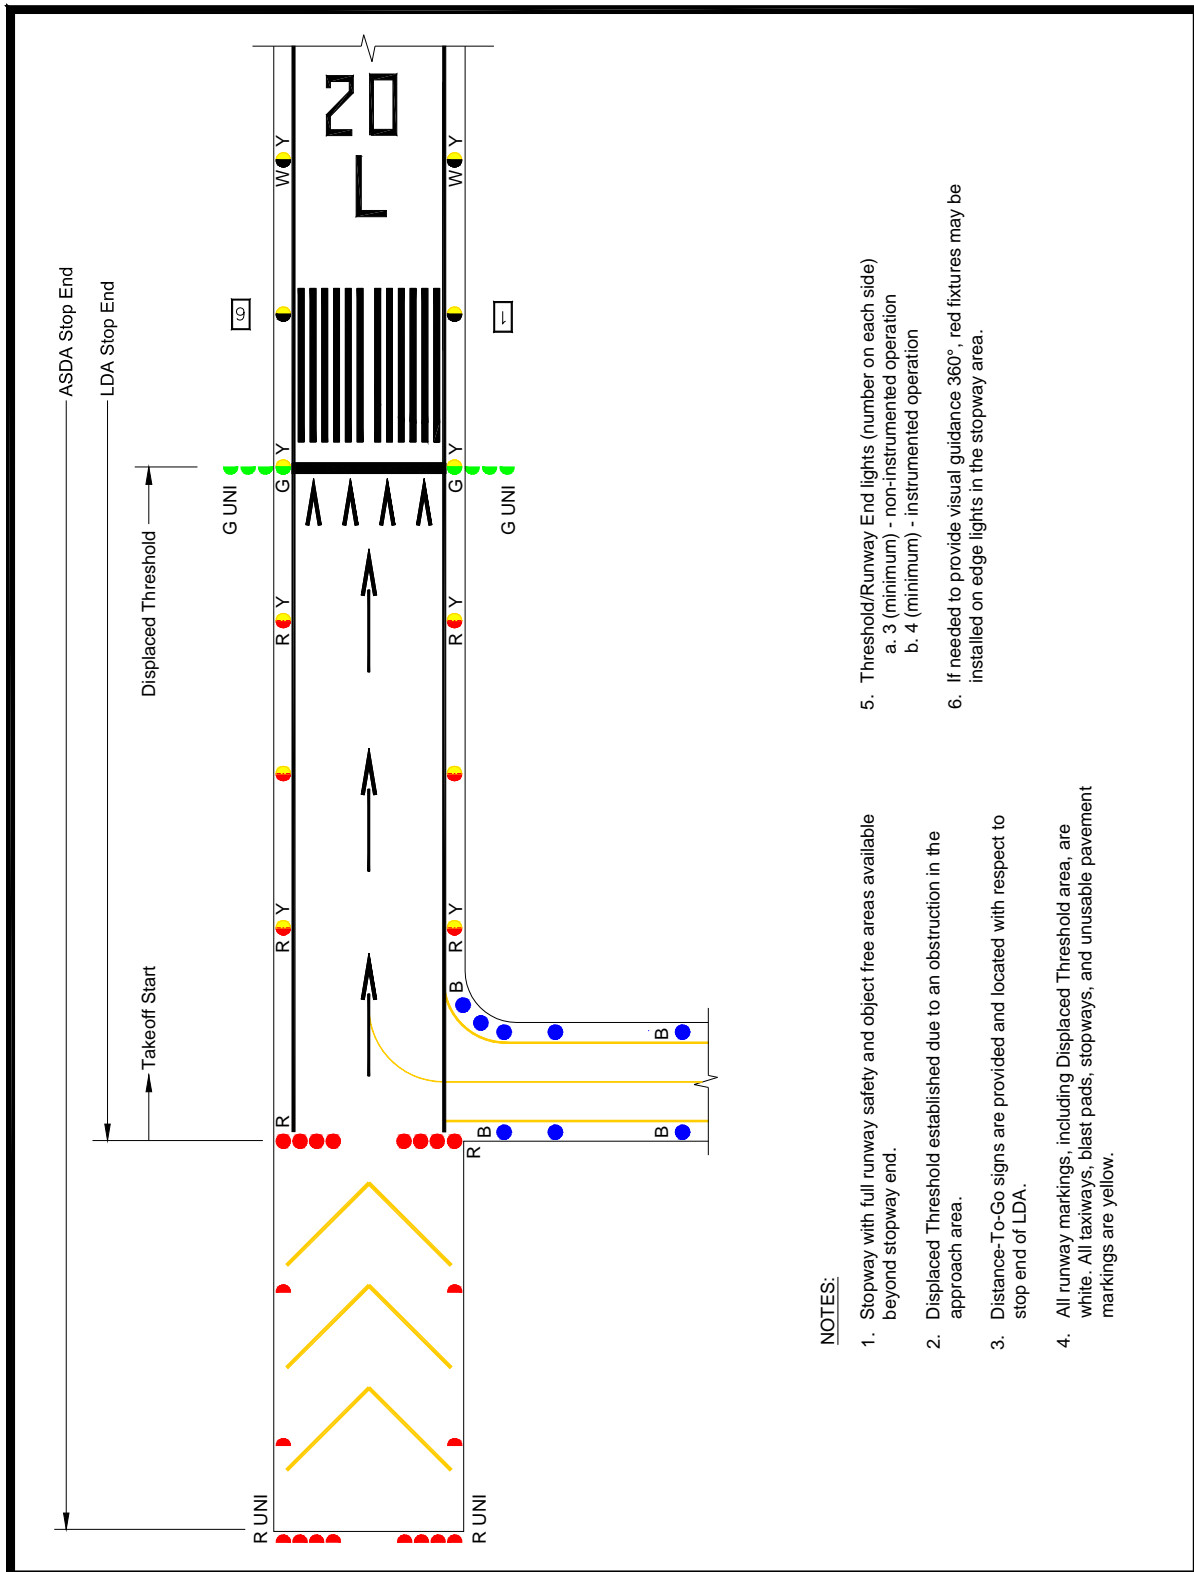 ASDA Stop End
LDA Stop End
Displaced Threshold
Takeoff Start
G UNI
9
R UNI
R
R
Y
R
Y
G
Y
W
Y
20
L
R UNI
R
B
B
B
B
R
Y
R
Y
G
Y
W
Y
G UNI
1
NOTES:
1. Stopway with full runway safety and object free areas available
beyond stopway end.
2. Displaced Threshold established due to an obstruction in the
approach area.
3. Distance-To-Go signs are provided and located with respect to
stop end of LDA.
4. All runway markings, including Displaced Threshold area, are
white. All taxiways, blast pads, stopways, and unusable pavement
markings are yellow.
5. Threshold/Runway End lights (number on each side)
a. 3 (minimum) - non-instrumented operation
b. 4 (minimum) - instrumented operation
6. If needed to provide visual guidance 360°, red fixtures may be
installed on edge lights in the stopway area.